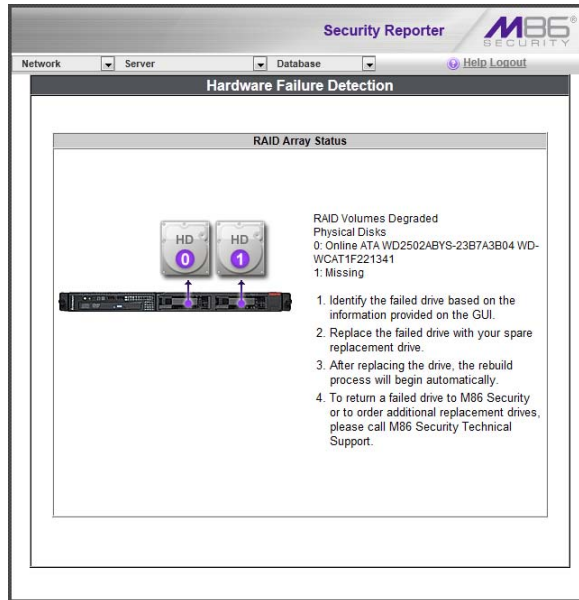 Security Reporter
M86®
SECURITY
Network Server Database Help Logout
Hardware Failure Detection
RAID Array Status
RAID Volumes Degraded
Physical Disks
0: Online ATA WD2502ABYS-23B7A3B04 WD-
WCAT1F221341
1: Missing
HD HD
0 1
1. Identify the failed drive based on the
information provided on the GUI.
2. Replace the failed drive with your spare
replacement drive.
3. After replacing the drive, the rebuild
process will begin automatically.
4. To return a failed drive to M86 Security
or to order additional replacement drives,
please call M86 Security Technical
Support.